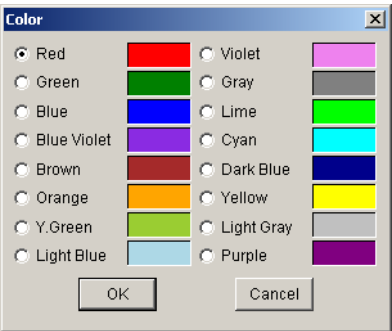 Color
Red Violet
Green Gray
Blue Lime
Blue Violet Cyan
Brown Dark Blue
Orange Yellow
Y.Green Light Gray
Light Blue Purple
OK Cancel